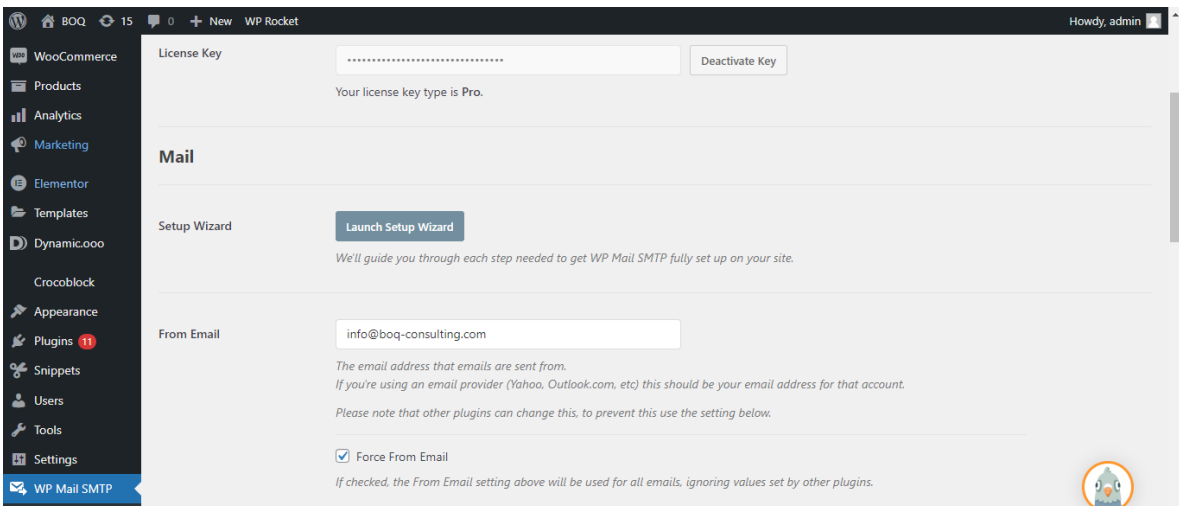 BOQ 15 0 New WP Rocket Howdy, admin
WooCommerce
Products
Analytics
Marketing
Elementor
Templates
Dynamic.ooo
Crocoblock
Appearance
Plugins 11
Snippets
Users
Tools
Settings
WP Mail SMTP
License Key
Deactivate Key
Your license key type is Pro.
Mail
Setup Wizard
Launch Setup Wizard
We'll guide you through each step needed to get WP Mail SMTP fully set up on your site.
From Email
info@boq-consulting.com
The email address that emails are sent from.
If you're using an email provider (Yahoo, Outlook.com, etc) this should be your email address for that account.
Please note that other plugins can change this, to prevent this use the setting below.
Force From Email
If checked, the From Email setting above will be used for all emails, ignoring values set by other plugins.